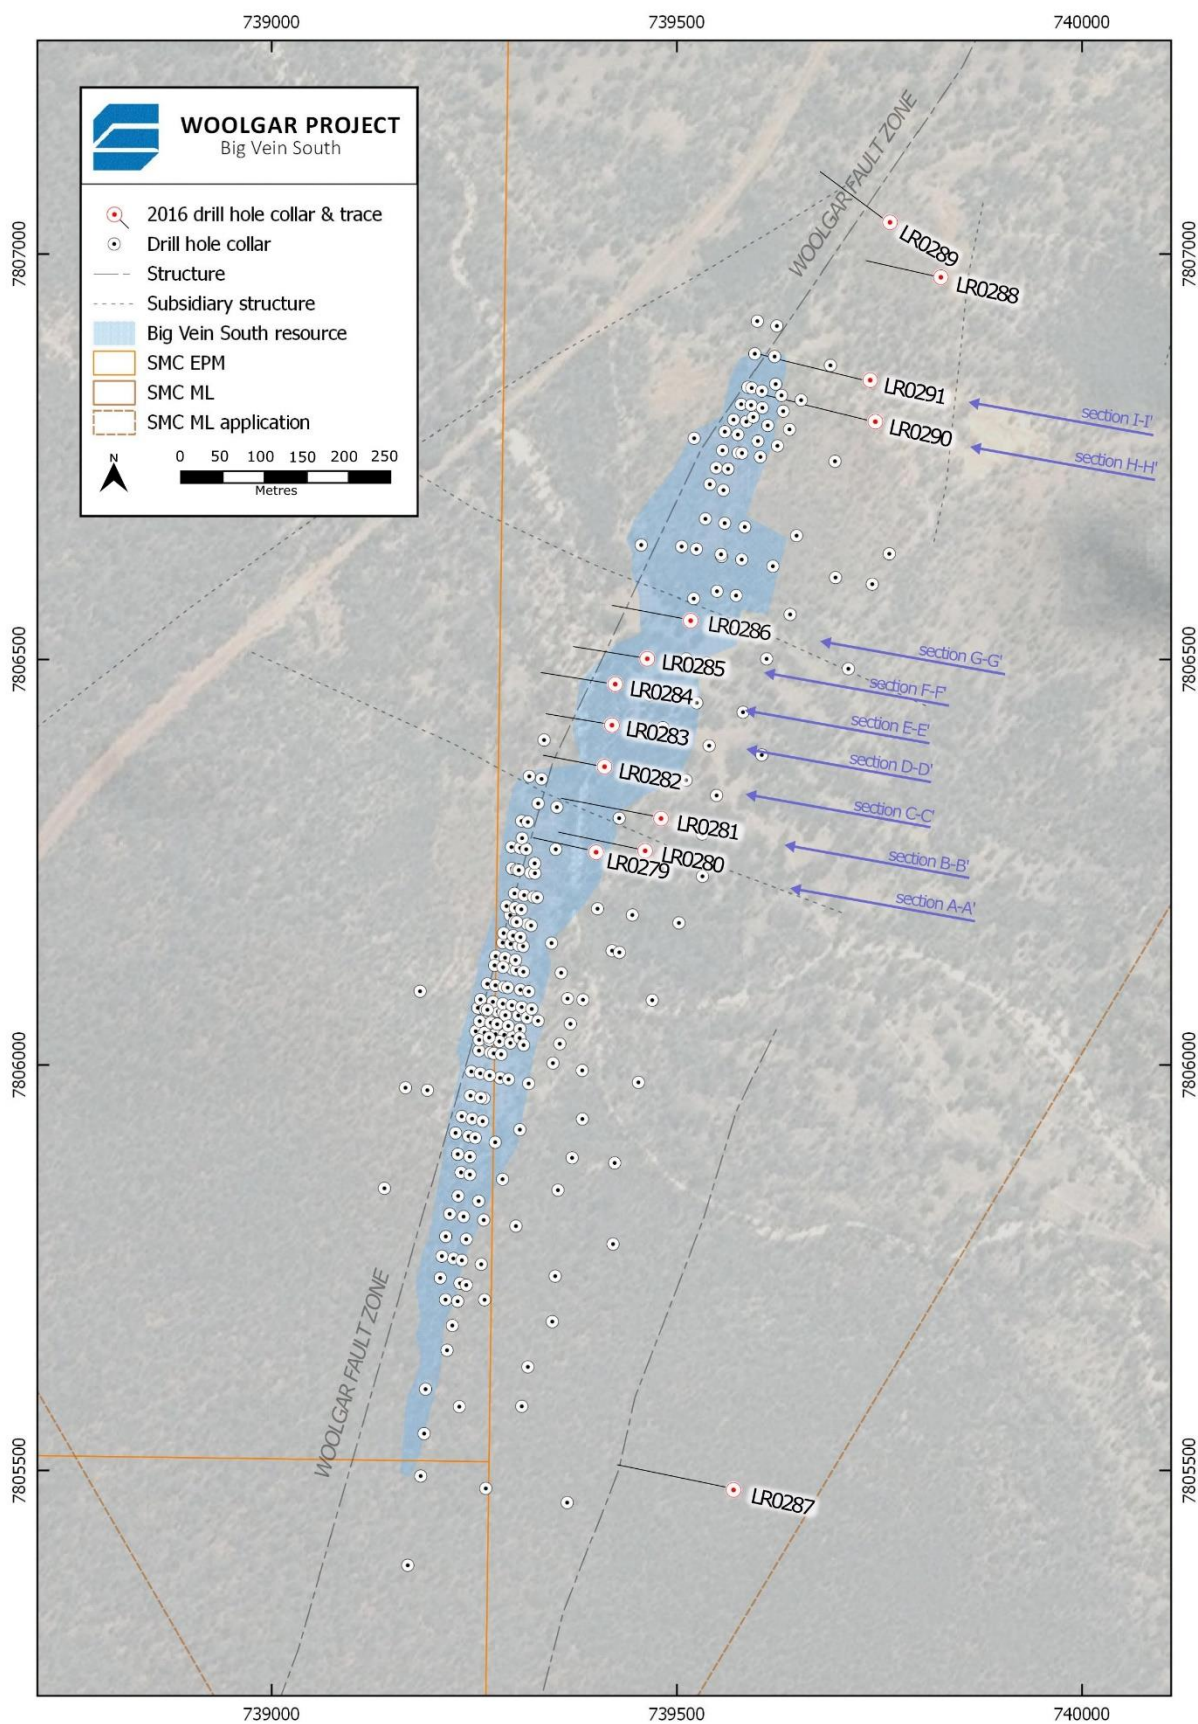 739000
739500
740000
WOOLGAR PROJECT
Big Vein South
2016 drill hole collar & trace
Drill hole collar
Structure
Subsidiary structure
Big Vein South resource
SMC EPM
SMC ML
SMC ML application
N
0 50 100 150 200 250
Metres
WOOLGAR FAULT ZONE
LR0289
LR0288
7807000
7807000
LR0291
section I-I'
LR0290
section H-H'
LR0286
section G-G'
7806500
7806500
LR0285
section F-F'
LR0284
section E-E'
LR0283
section D-D'
LR0282
section C-C'
LR0281
section B-B'
LR0280
LR0279
section A-A'
7806000
7806000
WOOLGAR FAULT ZONE
7805500
7805500
LR0287
739000
739500
740000